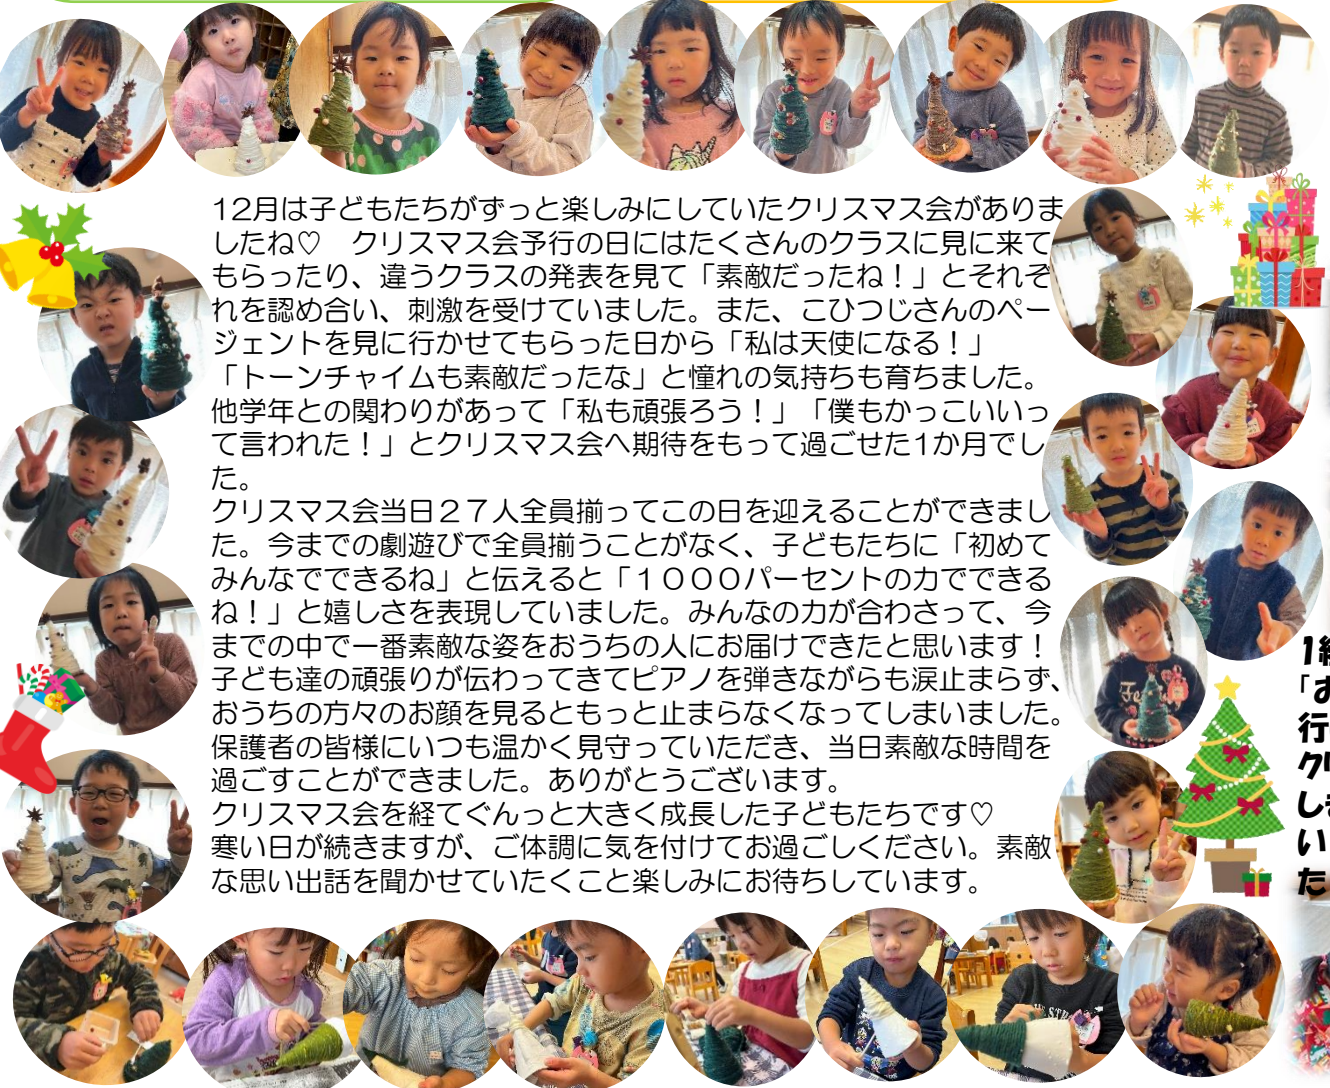 12月は子どもたちがずっと楽しみにしていたクリスマス会がありま
したね♡　クリスマス会予行の日にはたくさんのクラスに見に来て
もらったり、違うクラスの発表を見て「素敵だったね！」とそれぞ
れを認め合い、刺激を受けていました。また、こひつじさんのペー
ジェントを見に行かせてもらった日から「私は天使になる！」
「トーンチャイムも素敵だったな」と憧れの気持ちも育ちました。
他学年との関わりがあって「私も頑張ろう！」「僕もかっこいいっ
て言われた！」とクリスマス会へ期待をもって過ごせた1か月でし
た。
クリスマス会当日２７人全員揃ってこの日を迎えることができまし
た。今までの劇遊びで全員揃うことがなく、子どもたちに「初めて
みんなでできるね」と伝えると「１０００パーセントの力でできる
ね！」と嬉しさを表現していました。みんなの力が合わさって、今
までの中で一番素敵な姿をおうちの人にお届けできたと思います！
子ども達の頑張りが伝わってきてピアノを弾きながらも涙止まらず、
おうちの方々のお顔を見るともっと止まらなくなってしまいました。
保護者の皆様にいつも温かく見守っていただき、当日素敵な時間を
過ごすことができました。ありがとうございます。
クリスマス会を経てぐんっと大きく成長した子どもたちです♡
寒い日が続きますが、ご体調に気を付けてお過ごしください。素敵
な思い出話を聞かせていたくこと楽しみにお待ちしています。
1
「お
行
ク
し
い
た